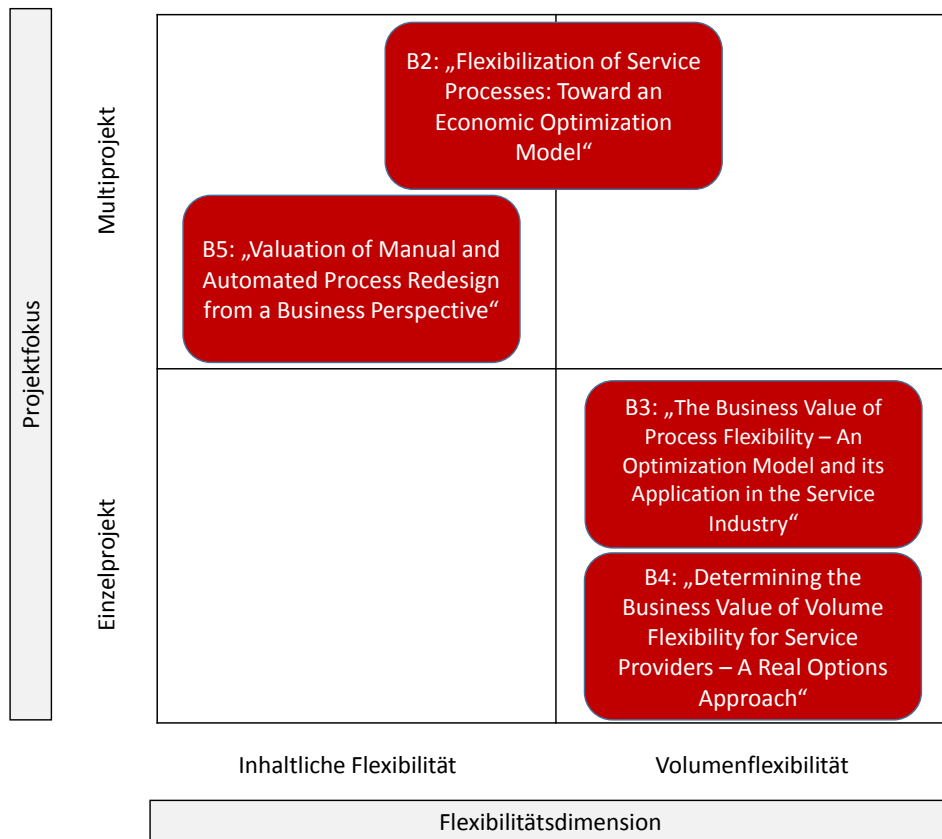 Projektfokus
Multiprojekt
B2: „Flexibilization of Service
Processes: Toward an
Economic Optimization
Model“
B5: „Valuation of Manual and
Automated Process Redesign
from a Business Perspective“
Einzelprojekt
B3: „The Business Value of
Process Flexibility – An
Optimization Model and its
Application in the Service
Industry“
B4: „Determining the
Business Value of Volume
Flexibility for Service
Providers – A Real Options
Approach“
Inhaltliche Flexibilität
Volumenflexibilität
Flexibilitätsdimension